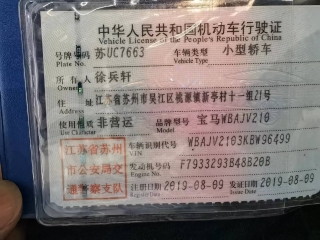 中华人民共和国机动车行驶证
Vehicle License of the People's Republic of China
号牌号码 苏UC7663 车辆类型 小型轿车
Plate No. Vehicle Type
所有人 徐兵轩
Owner
住址 江苏省苏州市吴江区桃源镇新亭村十一组21号
Address
使用性质 非营运 品牌型号 宝马WBAJV210
Use Character Model
江苏省苏州市公安局交通警察支队
车辆识别代号 WBAJV2103KBW96499
VIN
发动机号码 F7933293B48B20B
Engine No.
注册日期 2019-08-09 发证日期 2019-08-09
Register Date Issue Date